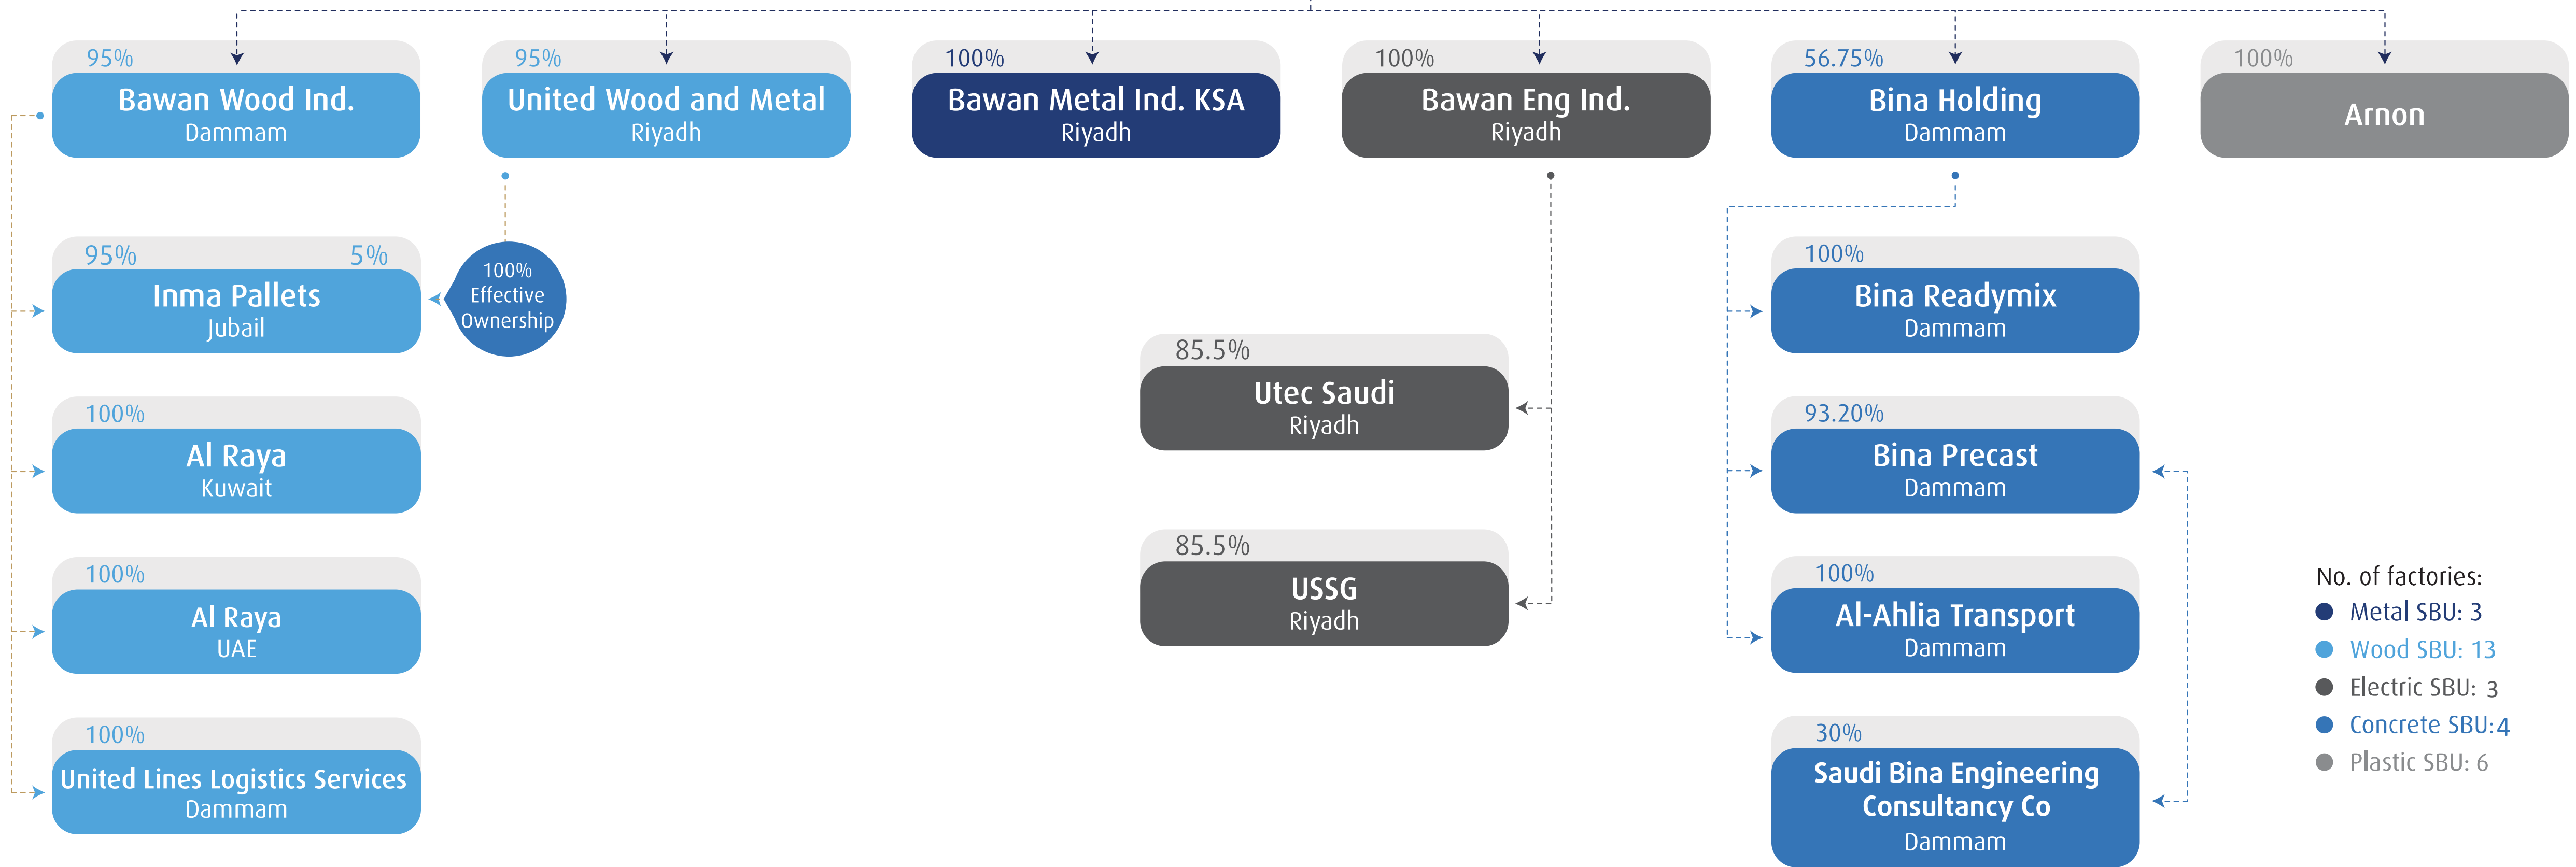 95%
Bawan Wood Ind.
Dammam
95%
United Wood and Metal
Riyadh
100%
Bawan Metal Ind. KSA
Riyadh
100%
Bawan Eng Ind.
Riyadh
56.75%
Bina Holding
Dammam
100%
Arnon
95% 5%
Inma Pallets
Jubail
100%
Effective
Ownership
100%
Al Raya
Kuwait
100%
Al Raya
UAE
100%
United Lines Logistics Services
Dammam
85.5%
Utec Saudi
Riyadh
85.5%
USSG
Riyadh
100%
Bina Readymix
Dammam
93.20%
Bina Precast
Dammam
100%
Al-Ahlia Transport
Dammam
30%
Saudi Bina Engineering
Consultancy Co
Dammam
No. of factories:
Metal SBU: 3
Wood SBU: 13
Electric SBU: 3
Concrete SBU:4
Plastic SBU: 6